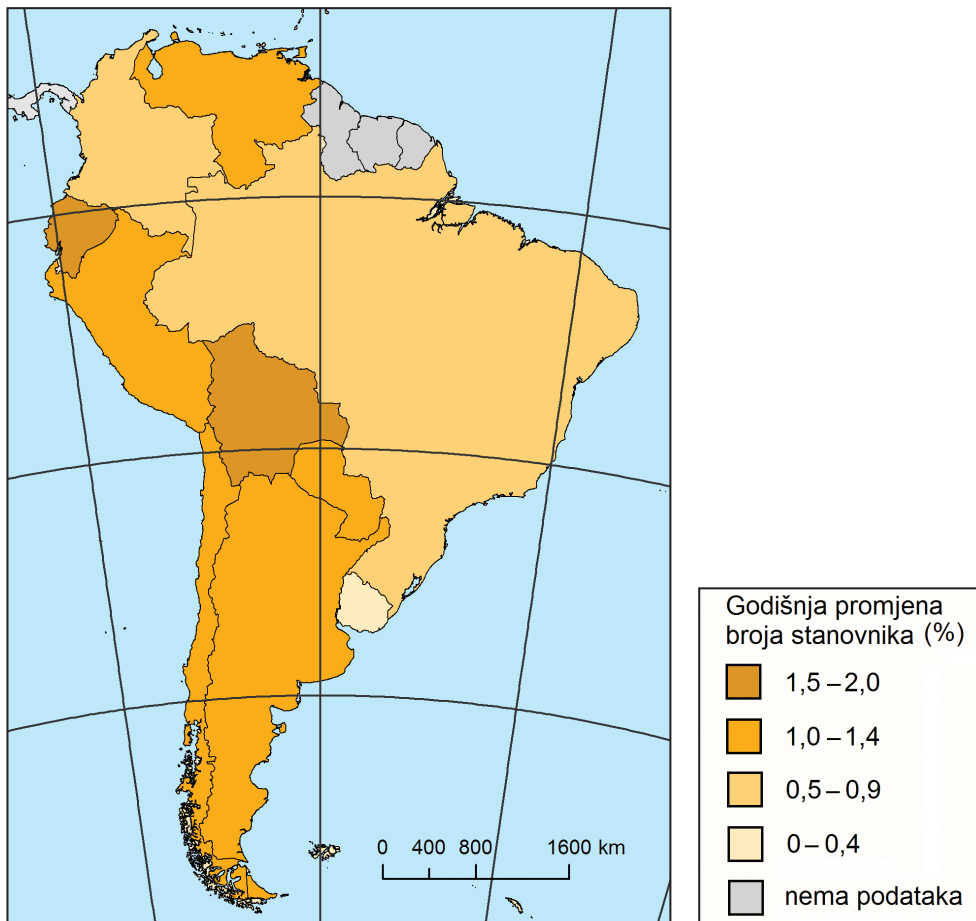 0 400 800 1600 km
Godišnja promjena
broja stanovnika (%)
1,5 – 2,0
1,0 – 1,4
0,5 – 0,9
0 – 0,4
nema podataka